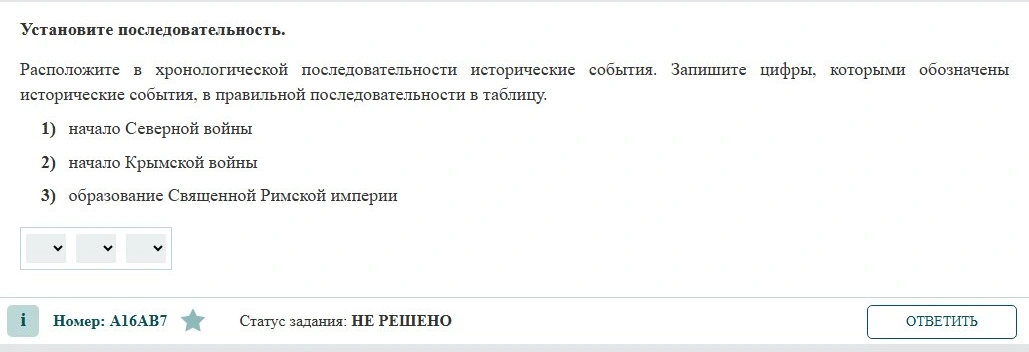 Установите последовательность.
Расположите в хронологической последовательности исторические события. Запишите цифры, которыми обозначены
исторические события, в правильной последовательности в таблицу.
1) начало Северной войны
2) начало Крымской войны
3) образование Священной Римской империи
i Номер: A16AB7 Статус задания: НЕ РЕШЕНО ОТВЕТИТЬ